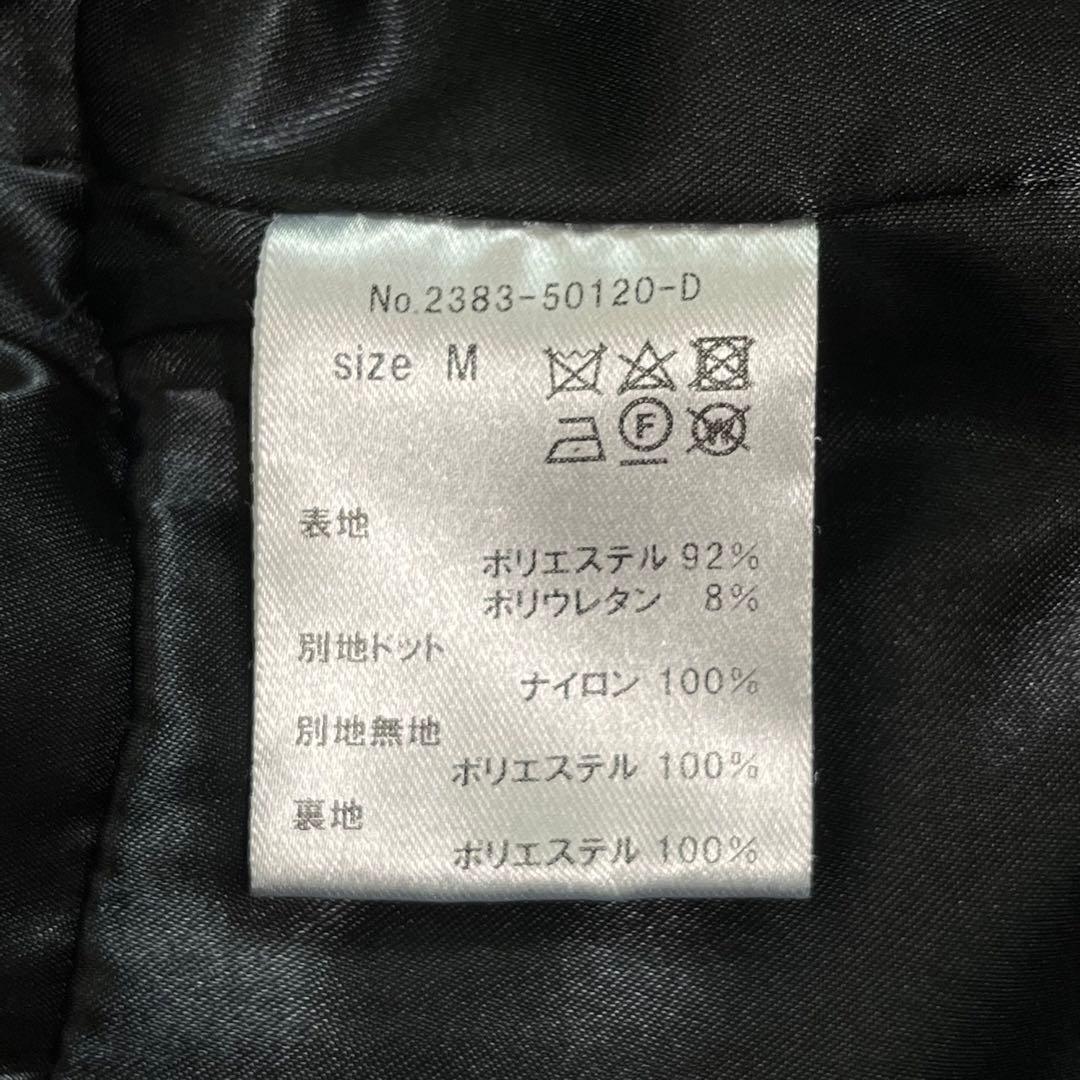 No.2383-50120-D
size M
F
W
表地
ポリエステル 92%
ポリウレタン 8%
別地ドット
ナイロン 100%
別地無地
ポリエステル 100%
裏地
ポリエステル 100%